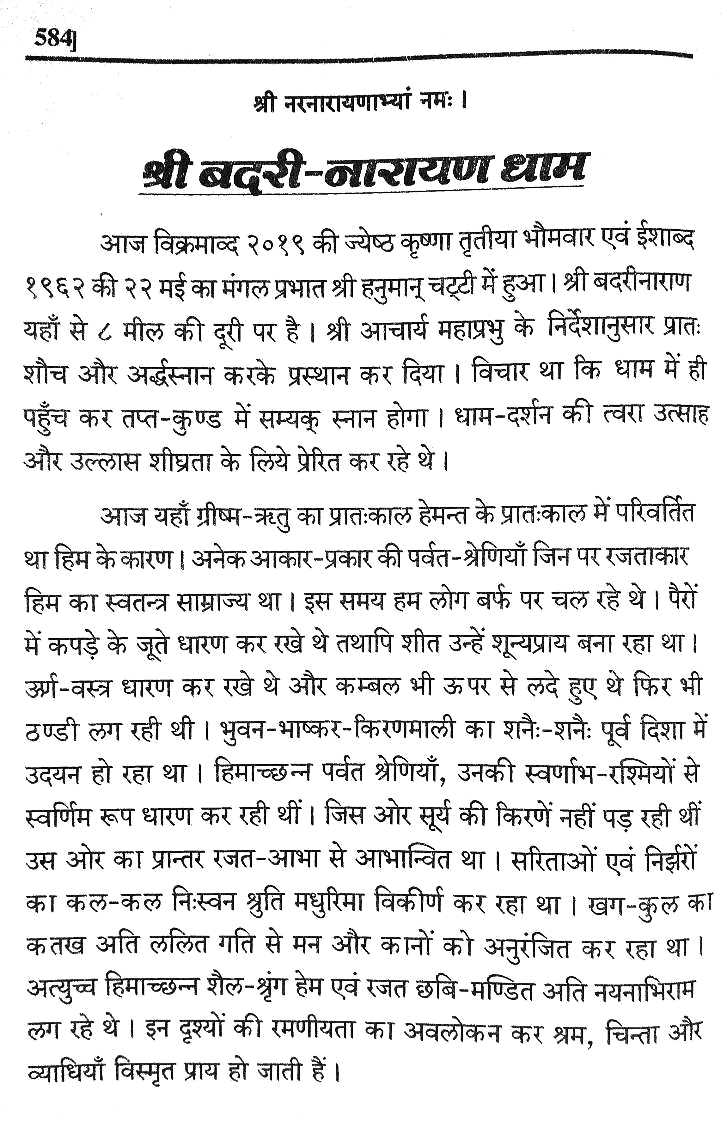 584]
श्री नरनारायणाभ्यां नमः ।
श्री बदरी-नारायण धाम
आज विक्रमाव्द २०१९ की ज्येष्ठ कृष्णा तृतीया भौमवार एवं ईशाब्द
१९६२ की २२ मई का मंगल प्रभात श्री हनुमान् चट्टी में हुआ । श्री बदरीनाराण
यहाँ से ८ मील की दूरी पर है । श्री आचार्य महाप्रभु के निर्देशानुसार प्रातः
शौच और अर्द्धस्नान करके प्रस्थान कर दिया । विचार था कि धाम में ही
पहुँच कर तप्त-कुण्ड में सम्यक् स्नान होगा । धाम-दर्शन की त्वरा उत्साह
और उल्लास शीघ्रता के लिये प्रेरित कर रहे थे ।
आज यहाँ ग्रीष्म-ऋतु का प्रातःकाल हेमन्त के प्रातःकाल में परिवर्तित
था हिम के कारण । अनेक आकार-प्रकार की पर्वत-श्रेणियाँ जिन पर रजताकार
हिम का स्वतन्त्र साम्राज्य था । इस समय हम लोग बर्फ पर चल रहे थे । पैरों
में कपड़े के जूते धारण कर रखे थे तथापि शीत उन्हें शून्यप्राय बना रहा था ।
उर्ण-वस्त्र धारण कर रखे थे और कम्बल भी ऊपर से लदे हुए थे फिर भी
ठण्डी लग रही थी । भुवन-भाष्कर-किरणमाली का शनैः-शनैः पूर्व दिशा में
उदयन हो रहा था । हिमाच्छन्न पर्वत श्रेणियाँ, उनकी स्वर्णाभ-रश्मियों से
स्वर्णिम रूप धारण कर रही थीं । जिस ओर सूर्य की किरणें नहीं पड़ रही थीं
उस ओर का प्रान्तर रजत-आभा से आभान्वित था । सरिताओं एवं निर्झरों
का कल-कल निःस्वन श्रुति मधुरिमा विकीर्ण कर रहा था । खग-कुल का
कतख अति ललित गति से मन और कानों को अनुरंजित कर रहा था ।
अत्युच्च हिमाच्छन्न शैल-श्रृंग हेम एवं रजत छबि-मण्डित अति नयनाभिराम
लग रहे थे । इन दृश्यों की रमणीयता का अवलोकन कर श्रम, चिन्ता और
व्याधियाँ विस्मृत प्राय हो जाती हैं ।